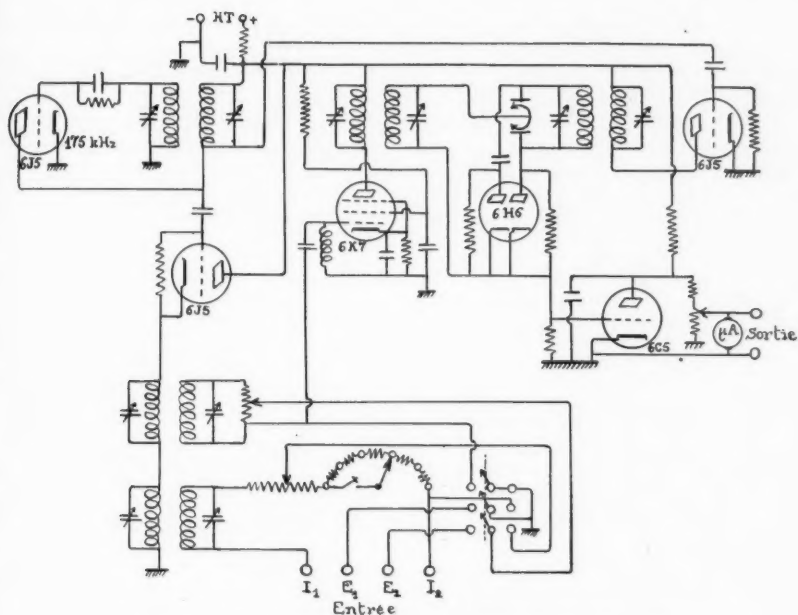 - HT +
6J5
175 kHz
6J5
6K7
6H6
6J5
6C5
µA
Sortie
I₁
E₁
E₂
I₂
Entrée